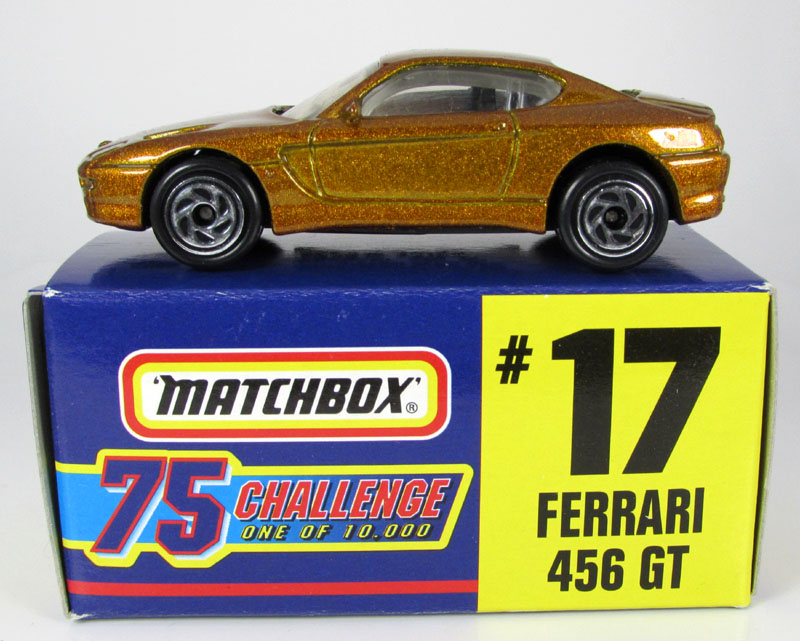 'MATCHBOX'®
75 CHALLENGE
ONE OF 10,000
#17
FERRARI
456 GT